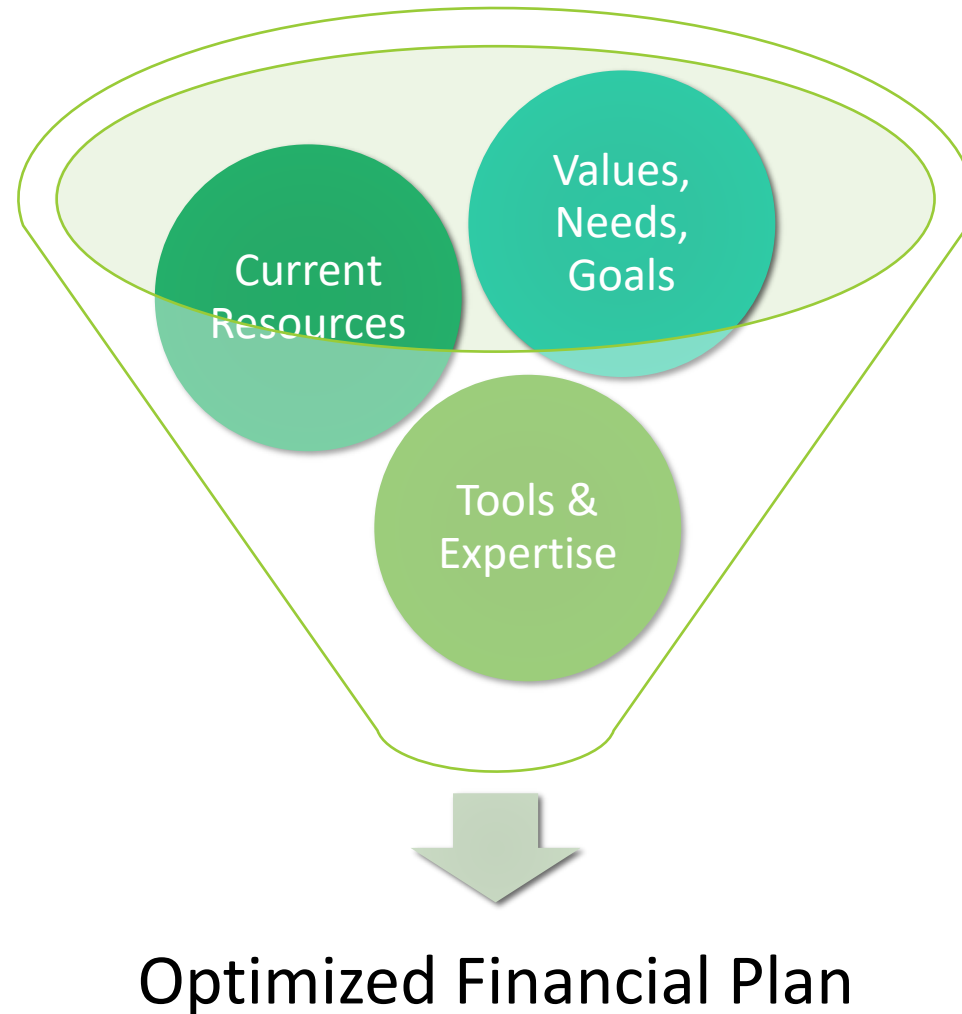 Values,
Needs,
Goals
Current
Resources
Tools &
Expertise
Optimized Financial Plan